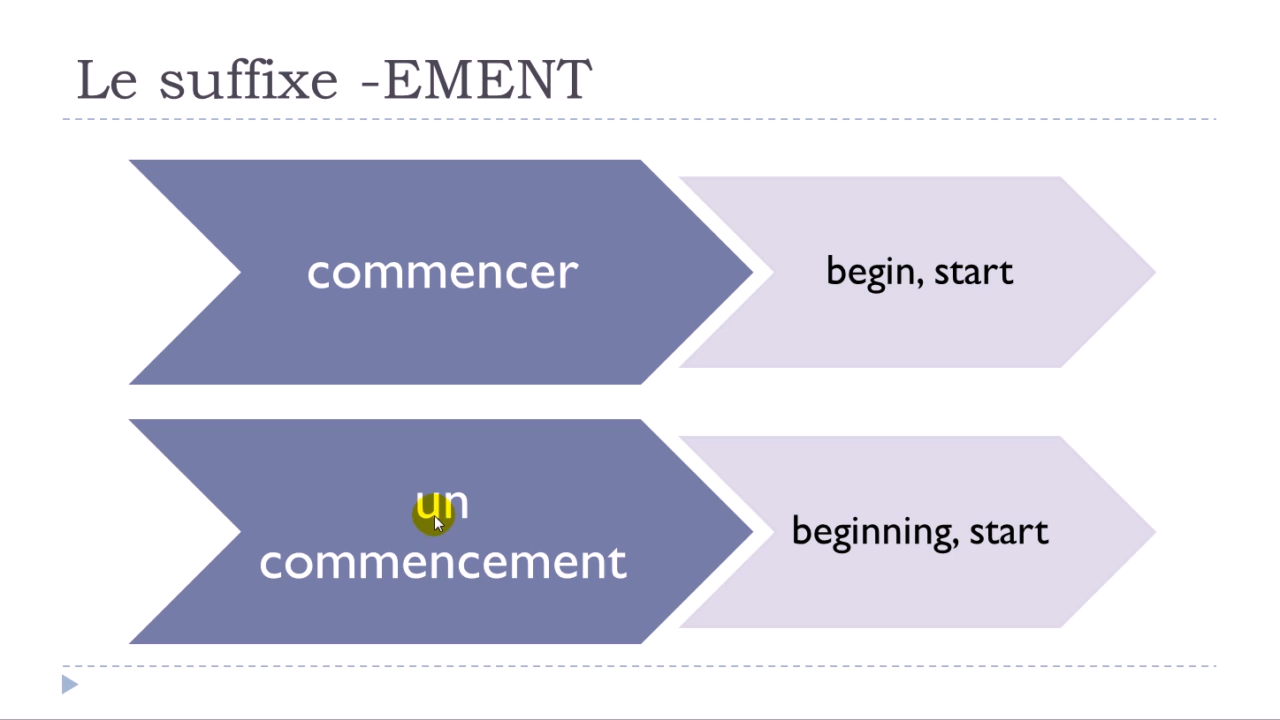 Le suffixe -EMENT
commencer
begin, start
un
commencement
beginning, start